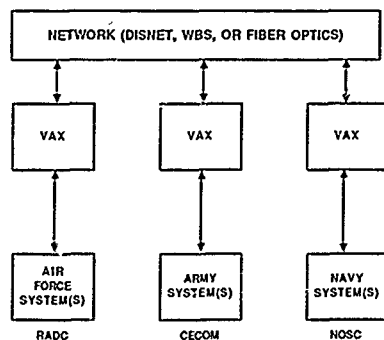 NETWORK (DISNET, WBS, OR FIBER OPTICS)
VAX VAX VAX
AIR
FORCE
SYSTEM(S)
ARMY
SYSTEM(S)
NAVY
SYSTEM(S)
RADC CECOM NOSC